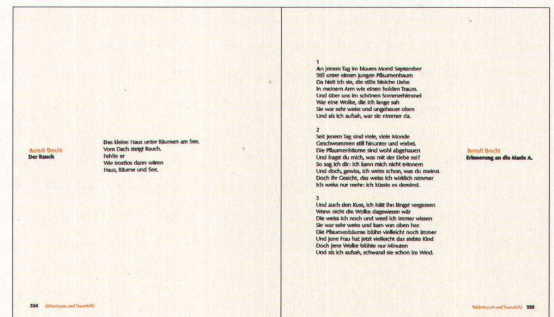 Bertolt Brecht
Der Rauch
Das kleine Haus unter Bäumen am See.
Vom Dach steigt Rauch.
Fehlte er
Wie trostlos dann wären
Haus, Bäume und See.
334
1
An jenem Tag im blauen Mond September
Still unter einem jungen Pflaumenbaum
Da hielt ich sie, die stille bleiche Liebe
In meinem Arm wie einen holden Traum.
Und über uns im schönen Sommerhimmel
War eine Wolke, die ich lange sah
Sie war sehr weiss und ungeheuer oben
Und als ich aufsah, war sie nimmer da.
2
Seit jenem Tag sind viele, viele Monde
Geschwommen still hinunter und vorbei.
Die Pflaumenbäume sind wohl abgehauen
Und fragst du mich, was mit der Liebe sei?
So sag ich dir: ich kann mich nicht erinnern
Und doch, gewiss, ich weiss schon, was du meinst.
Doch ihr Gesicht, das weiss ich wirklich nimmer
Ich weiss nur mehr: ich küsste es dereinst.
3
Und auch den Kuss, ich hätt ihn längst vergessen
Wenn nicht die Wolke dagewesen wär
Die weiss ich noch und werd ich immer wissen
Sie war sehr weiss und kam von oben her.
Die Pflaumenbäume blühn vielleicht noch immer
Und jene Frau hat jetzt vielleicht das siebte Kind
Doch jene Wolke blühte nur Minuten
Und als ich aufsah, schwand sie schon im Wind.
Bertolt Brecht
Erinnerung an die Marie A.
335